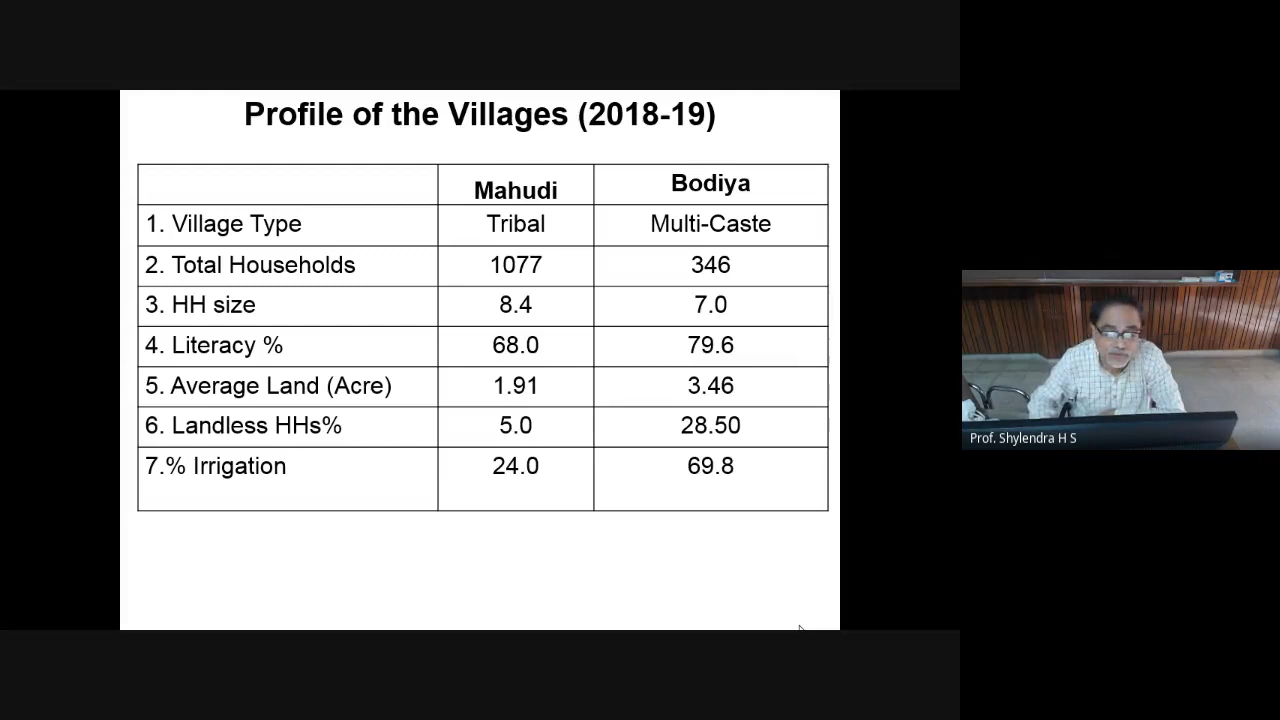 Profile of the Villages (2018-19)
Mahudi Bodiya
1. Village Type Tribal Multi-Caste
2. Total Households 1077 346
3. HH size 8.4 7.0
4. Literacy % 68.0 79.6
5. Average Land (Acre) 1.91 3.46
6. Landless HHs% 5.0 28.50
7.% Irrigation 24.0 69.8
Prof. Shylendra H S